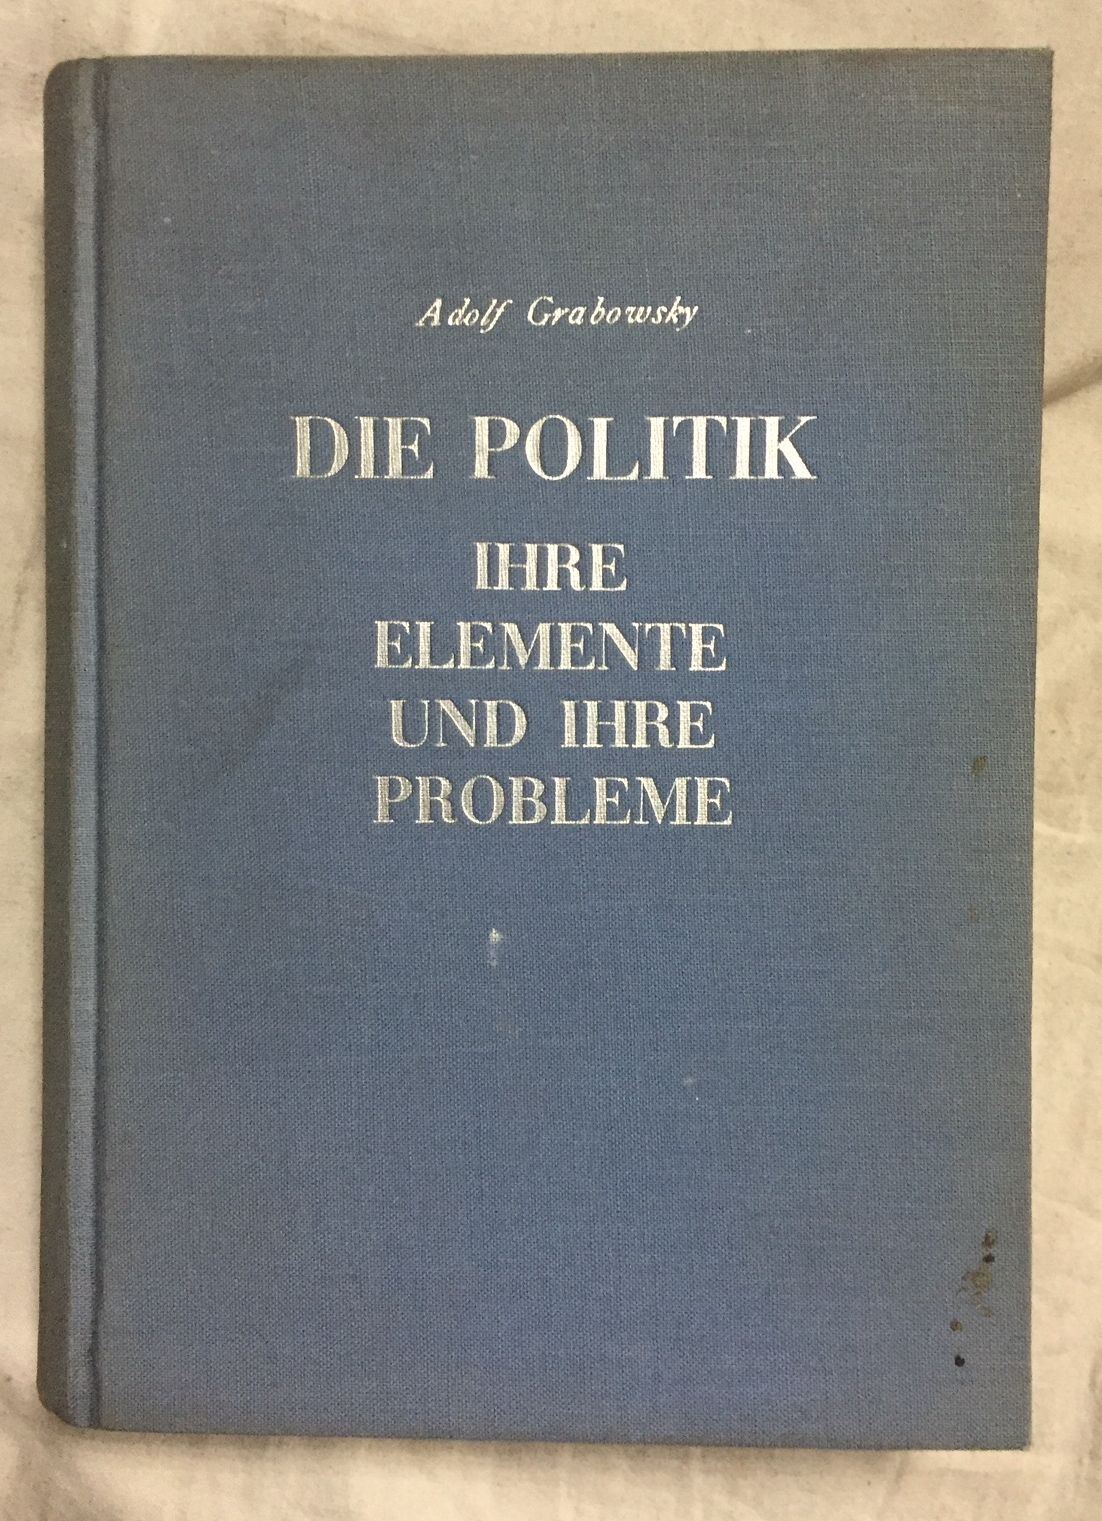 Adolf Grabowsky
DIE POLITIK
IHRE
ELEMENTE
UND IHRE
PROBLEME